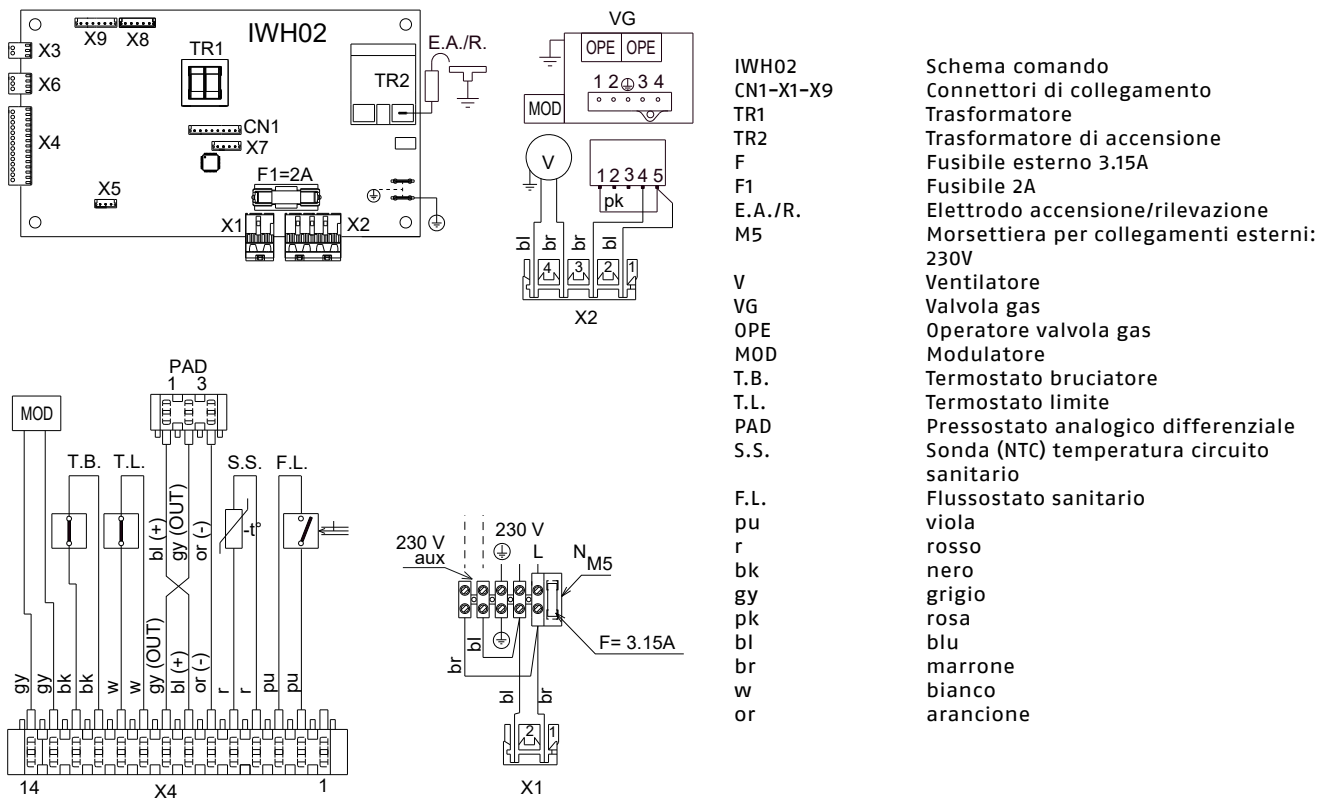 X9 X8
IWH02
X3
TR1
E.A./R.
X6
TR2
X4
CN1
X7
X5
F1=2A
X1
X2
VG
OPE OPE
1 2 3 4
MOD
V
1 2 3 4 5
pk
bl br br bl
4 3 2 1
X2
IWH02 Schema comando
CN1-X1-X9 Connettori di collegamento
TR1 Trasformatore
TR2 Trasformatore di accensione
F Fusibile esterno 3.15A
F1 Fusibile 2A
E.A./R. Elettrodo accensione/rilevazione
M5 Morsettiera per collegamenti esterni:
230V
V Ventilatore
VG Valvola gas
OPE Operatore valvola gas
MOD Modulatore
T.B. Termostato bruciatore
T.L. Termostato limite
PAD Pressostato analogico differenziale
S.S. Sonda (NTC) temperatura circuito
sanitario
F.L. Flussostato sanitario
pu viola
r rosso
bk nero
gy grigio
pk rosa
bl blu
br marrone
w bianco
or arancione
PAD
1 3
MOD
T.B. T.L. S.S. F.L.
bl (+) gy (OUT) or (-)
-t°
gy gy bk bk w w gy (OUT) bl (+) or (-) r r pu pu
14 1
X4
230 V
aux
230 V
L N
M5
F= 3.15A
br bl
bl br
2 1
X1